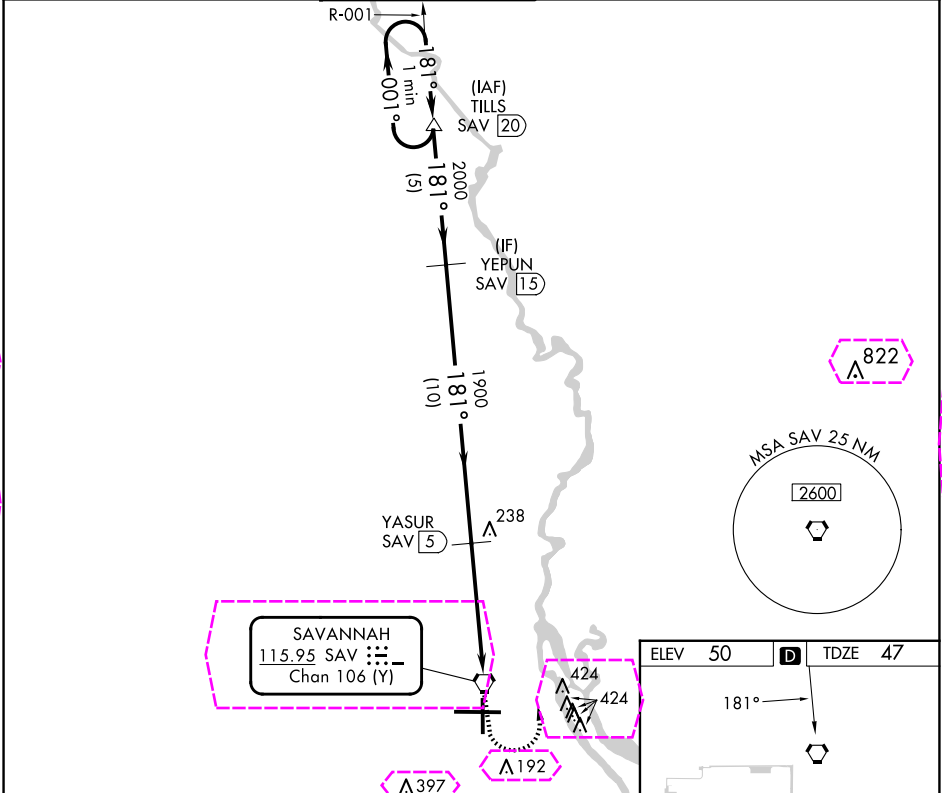 R-001
181°
1 min
001°
(IAF)
TILLS
SAV 20
2000
181°
(5)
(IF)
YEPUN
SAV 15
1900
181°
(10)
822
MSA SAV 25 NM
2600
YASUR
SAV 5
238
SAVANNAH
115.95 SAV
Chan 106 (Y)
424
424
192
397
ELEV 50 D TDZE 47
181°